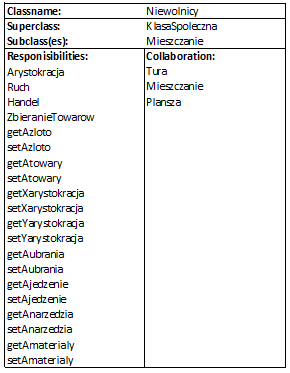 Classname: Niewolnicy
Superclass: KlasaSpoleczna
Subclass(es): Mieszczanie
Responisibilities: Collaboration:
Arystokracja Tura
Ruch Mieszczanie
Handel Plansza
ZbieranieTowarow
getAzloto
setAzloto
getAtowary
setAtowary
getXarystokracja
setXarystokracja
getYarystokracja
setYarystokracja
getAubrania
setAubrania
getAjedzenie
setAjedzenie
getAnarzedzia
setAnarzedzia
getAmaterialy
setAmaterialy